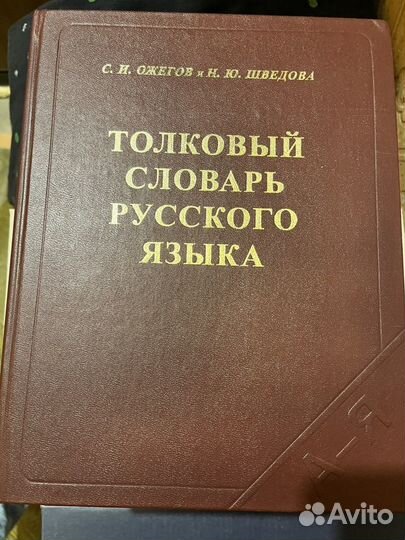 С. И. ОЖЕГОВ и Н. Ю. ШВЕДОВА
ТОЛКОВЫЙ
СЛОВАРЬ
РУССКОГО
ЯЗЫКА
А-Я
Avito